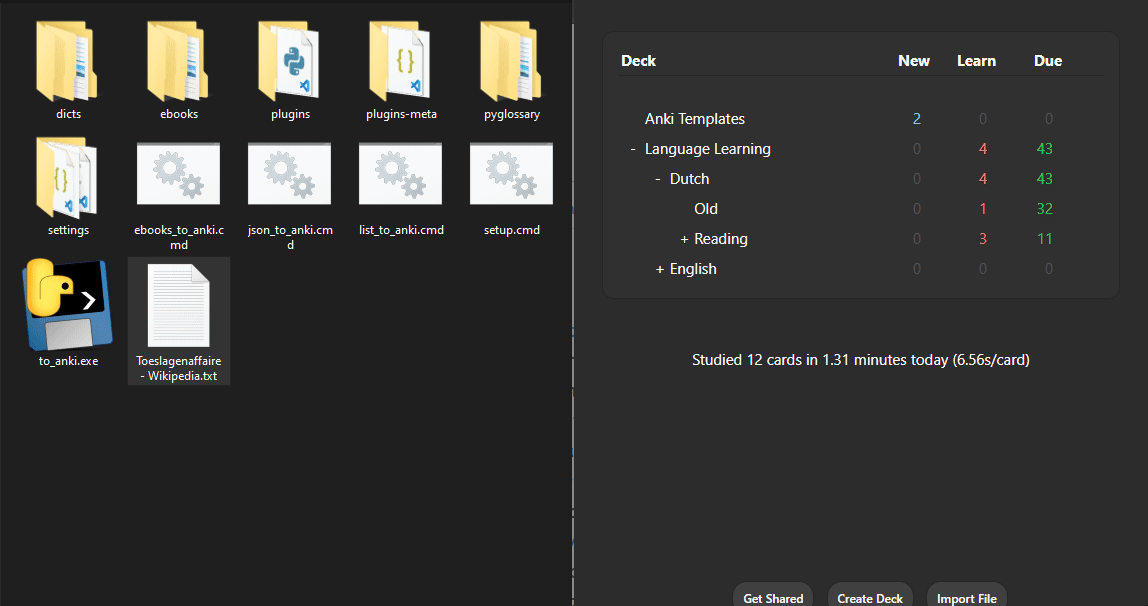 dicts
ebooks
plugins
plugins-meta
pyglossary
settings
ebooks_to_anki.c
md
json_to_anki.cm
d
list_to_anki.cmd
setup.cmd
to_anki.exe
Toeslagenaffaire
- Wikipedia.txt
Deck New Learn Due
Anki Templates 2 0 0
- Language Learning 0 4 43
- Dutch 0 4 43
Old 0 1 32
+ Reading 0 3 11
+ English 0 0 0
Studied 12 cards in 1.31 minutes today (6.56s/card)
Get Shared Create Deck Import File